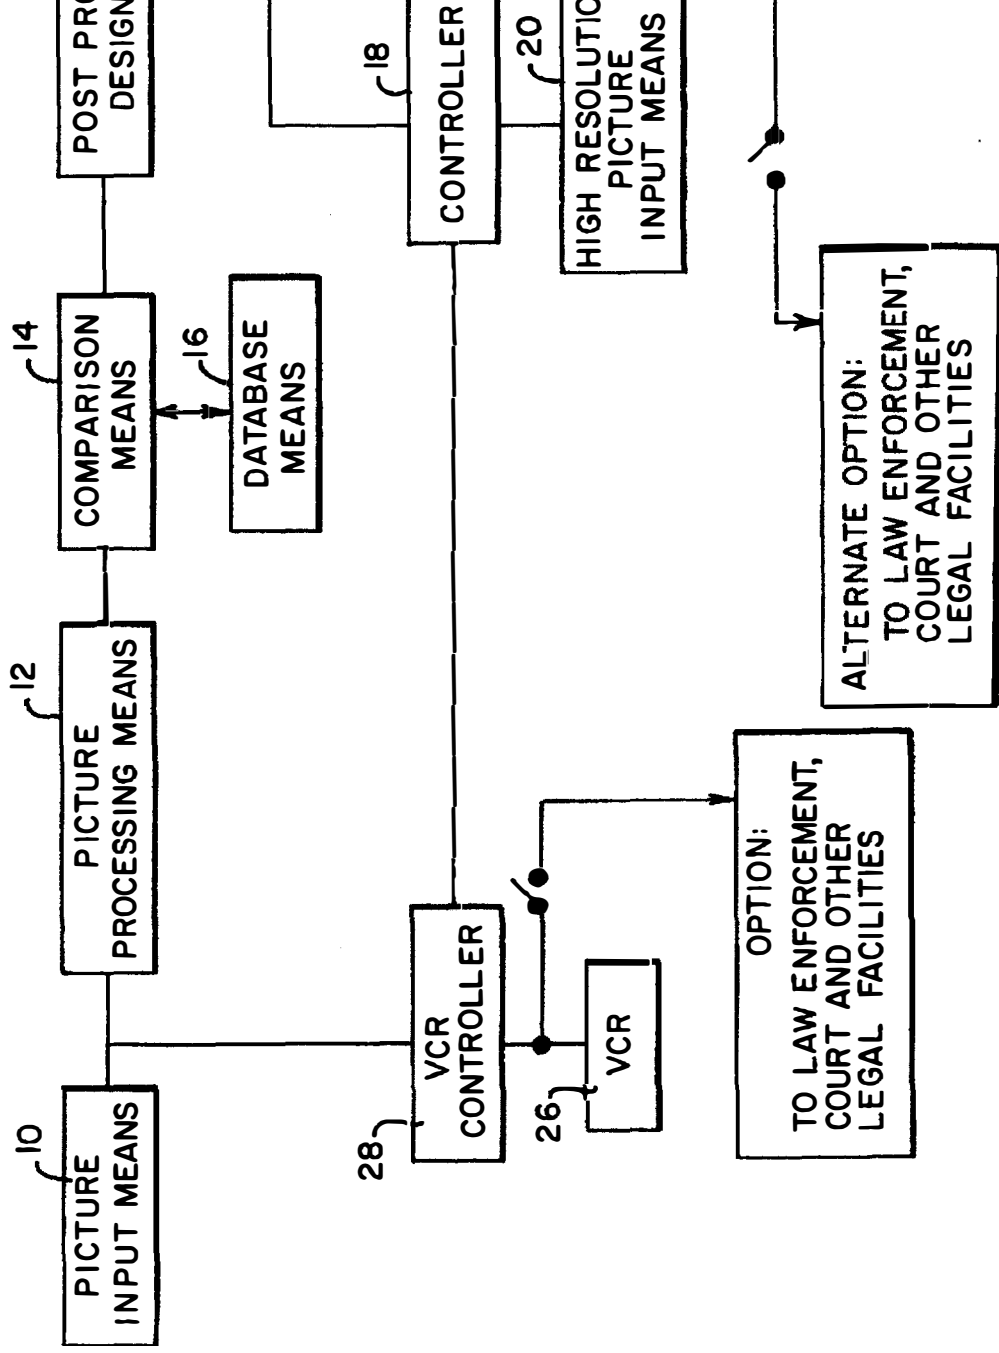 10
PICTURE
INPUT MEANS
12
PICTURE
PROCESSING MEANS
14
COMPARISON
MEANS
16
DATABASE
MEANS
POST PRO
DESIGN
28
VCR
CONTROLLER
26
VCR
18
CONTROLLER
20
HIGH RESOLUTIO
PICTURE
INPUT MEANS
OPTION:
TO LAW ENFORCEMENT,
COURT AND OTHER
LEGAL FACILITIES
ALTERNATE OPTION:
TO LAW ENFORCEMENT,
COURT AND OTHER
LEGAL FACILITIES